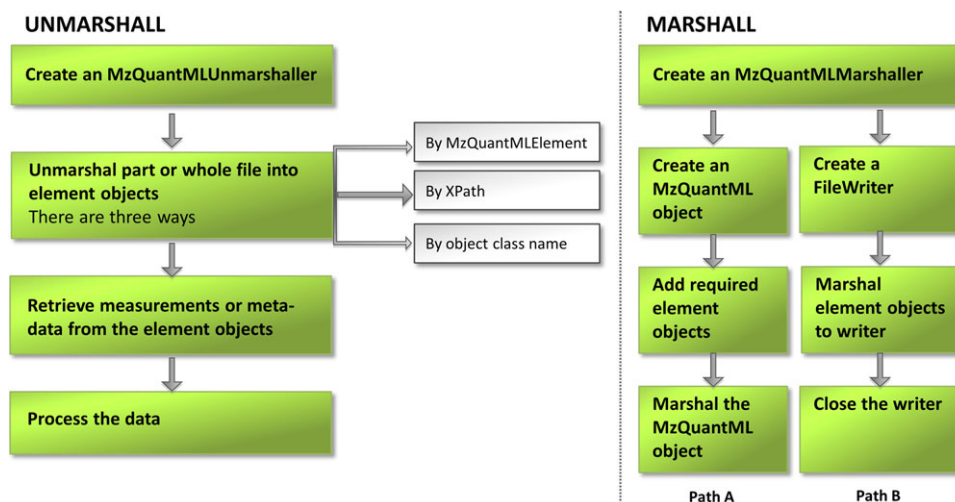 UNMARSHALL
Create an MzQuantMLUnmarshaller
Unmarshal part or whole file into
element objects
There are three ways
By MzQuantMLElement
By XPath
By object class name
Retrieve measurements or meta-
data from the element objects
Process the data
MARSHALL
Create an MzQuantMLMarshaller
Create an
MzQuantML
object
Add required
element
objects
Marshal the
MzQuantML
object
Path A
Create a
FileWriter
Marshal
element objects
to writer
Close the writer
Path B